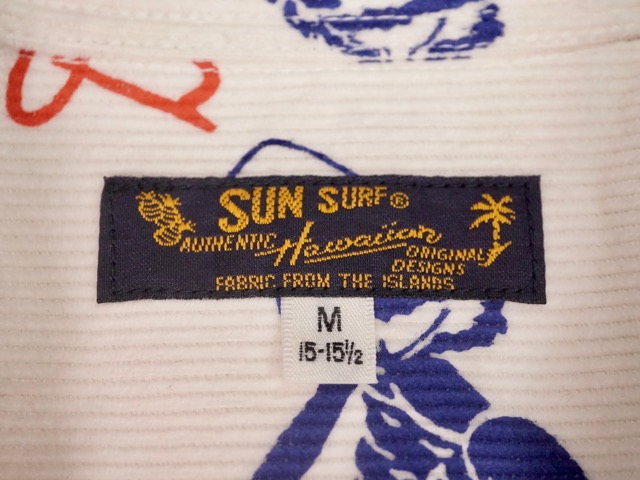 SUN SURF®
AUTHENTIC Hawaiian ORIGINAL DESIGNS
FABRIC FROM THE ISLANDS
M
15-15½